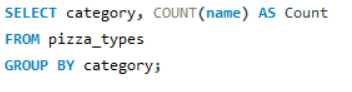 SELECT category, COUNT(name) AS Count
FROM pizza_types
GROUP BY category;